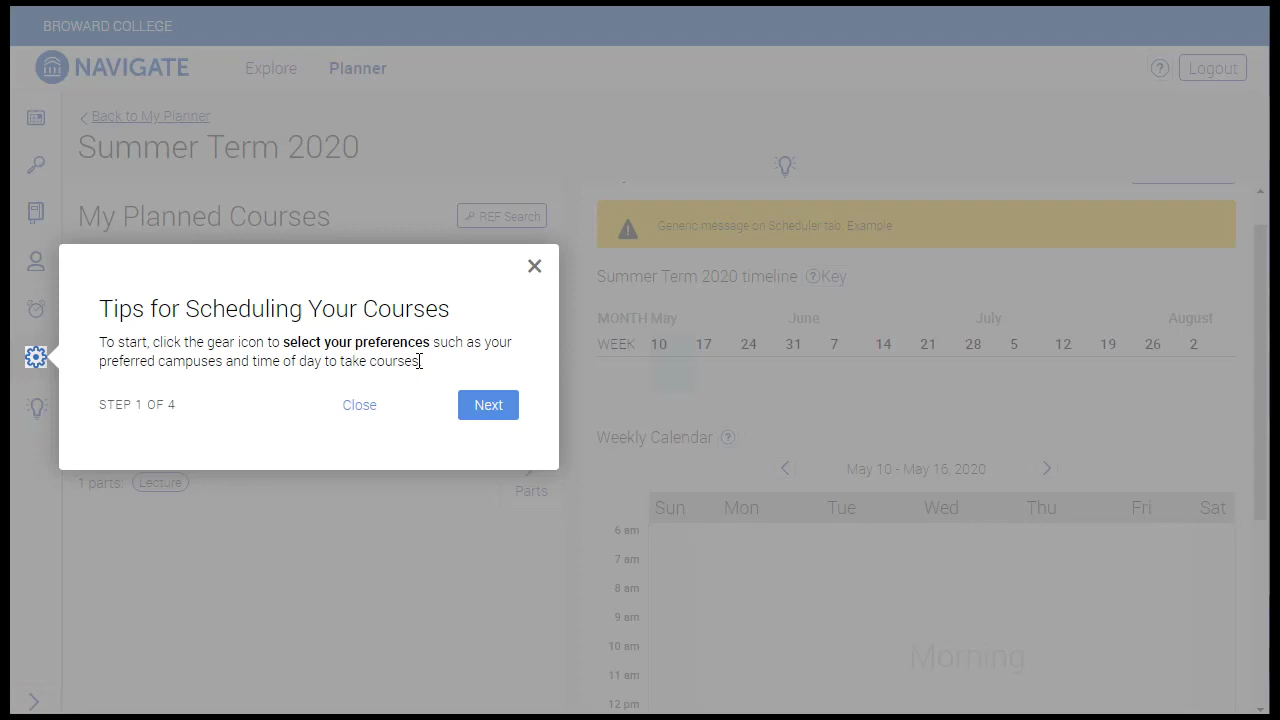 BROWARD COLLEGE
NAVIGATE Explore Planner ? Logout
Back to My Planner
Summer Term 2020
My Planned Courses REF Search
Generic message on Scheduler tab. Example
Tips for Scheduling Your Courses
To start, click the gear icon to select your preferences such as your
preferred campuses and time of day to take courses.
STEP 1 OF 4 Close Next
1 parts: Lecture
Parts
Summer Term 2020 timeline ? Key
MONTH May June July August
WEEK 10 17 24 31 7 14 21 28 5 12 19 26 2
Weekly Calendar ?
May 10 - May 16, 2020
Sun Mon Tue Wed Thu Fri Sat
6 am
7 am
8 am
9 am
10 am
Morning
11 am
12 pm